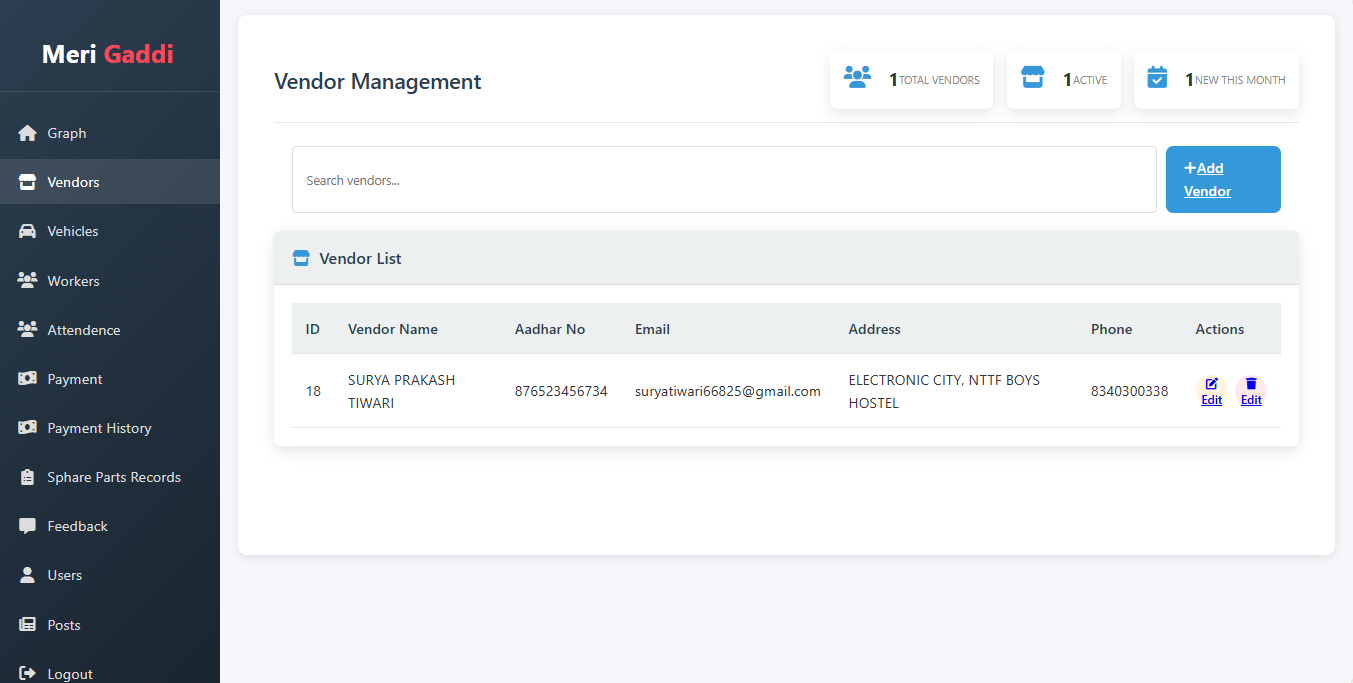 Meri Gaddi
Graph
Vendors
Vehicles
Workers
Attendence
Payment
Payment History
Sphare Parts Records
Feedback
Users
Posts
Logout
Vendor Management
1 TOTAL VENDORS
1 ACTIVE
1 NEW THIS MONTH
Search vendors...
+Add
Vendor
Vendor List
ID Vendor Name Aadhar No Email Address Phone Actions
18 SURYA PRAKASH TIWARI 876523456734 suryatiwari66825@gmail.com ELECTRONIC CITY, NTTF BOYS HOSTEL 8340300338 Edit Edit